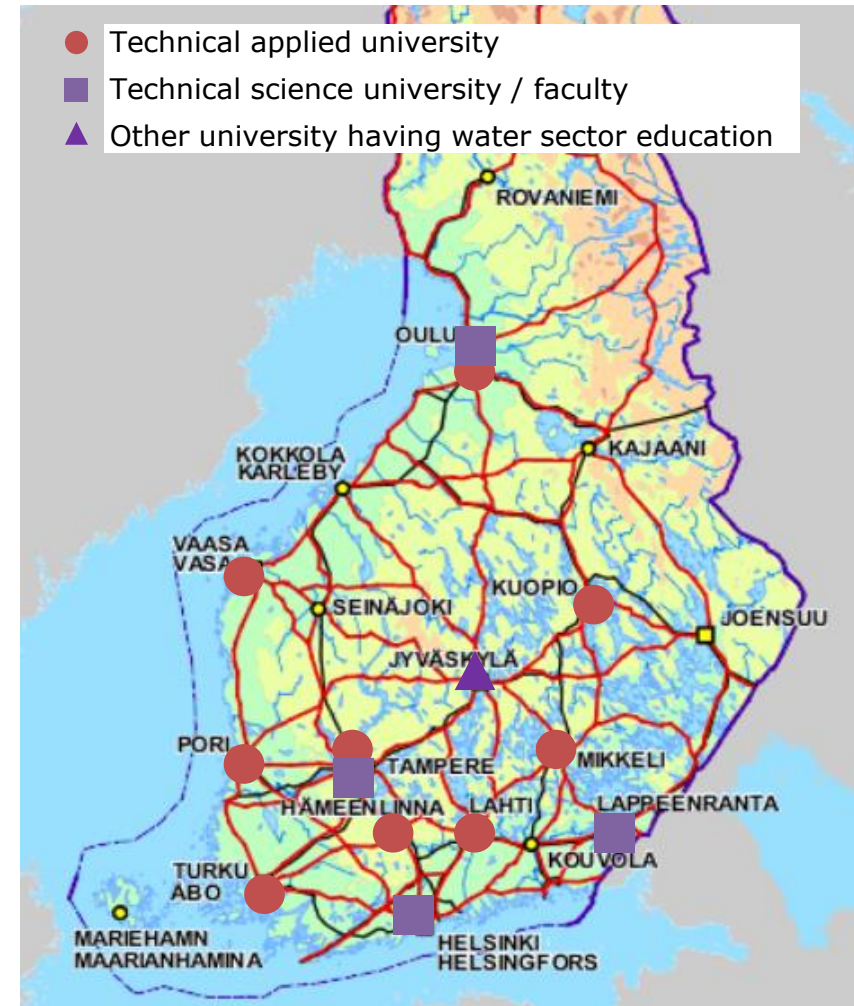 Technical applied university
Technical science university / faculty
Other university having water sector education
ROVANIEMI
OULU
KAJAANI
KOKKOLA
KARLEBY
VAASA
VASA
KUOPIO
SEINÄJOKI
JOENSUU
JYVÄSKYLÄ
PORI
TAMPERE
MIKKELI
HÄMEENLINNA
LAHTI
LAPPEENRANTA
KOUVOLA
TURKU
ÅBO
MARIEHAMN
MAARIANHAMINA
HELSINKI
HELSINGFORS